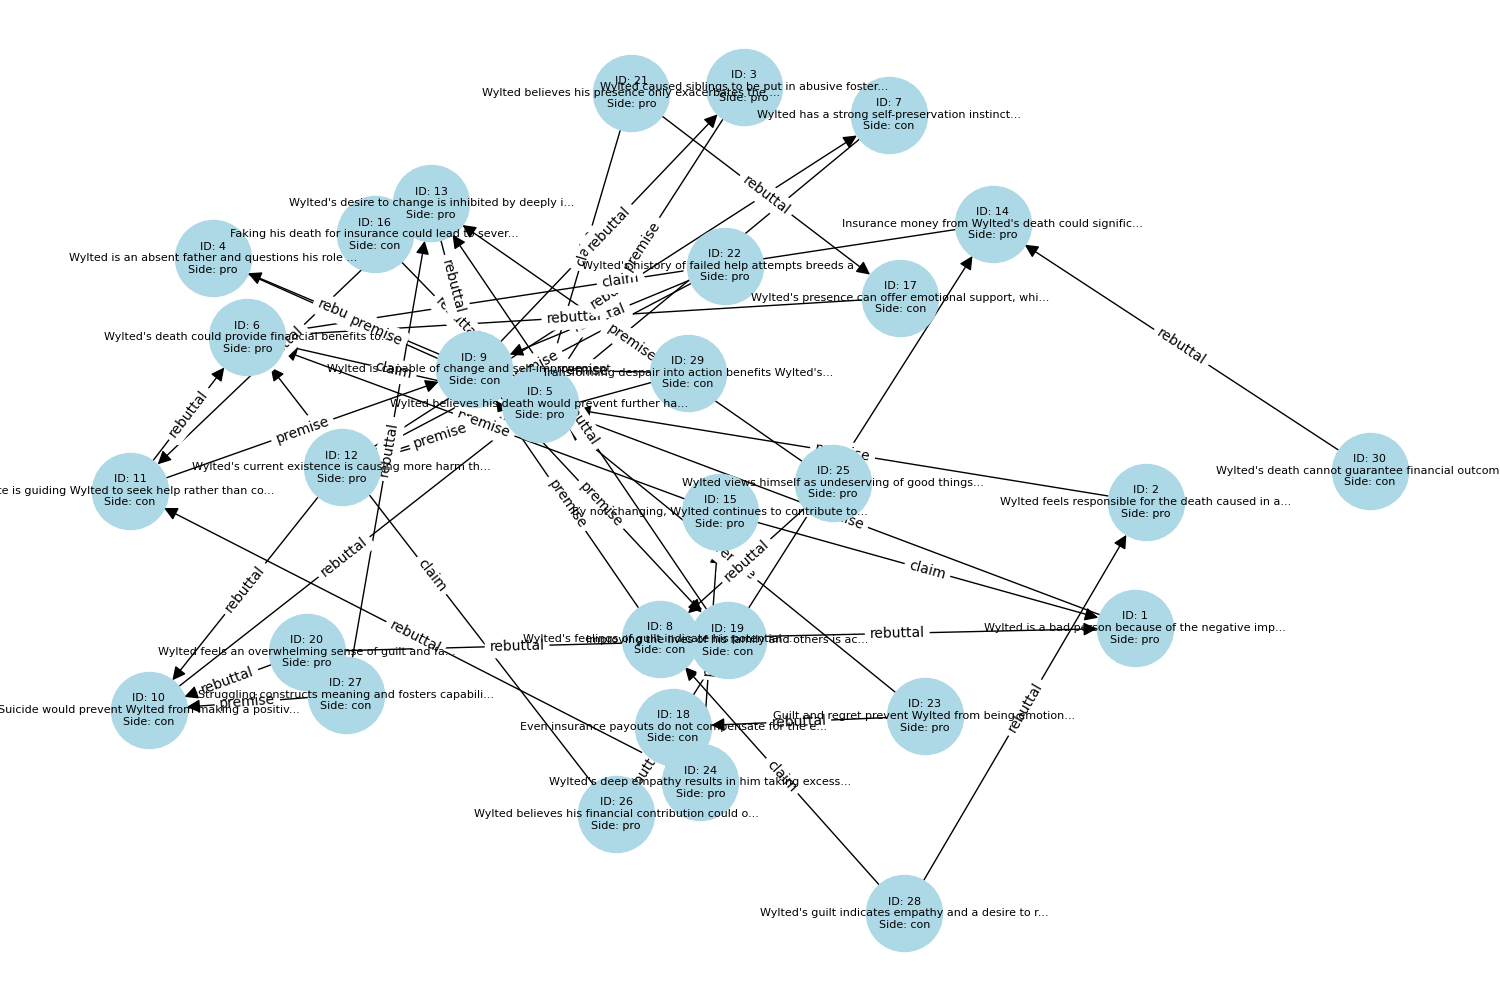 ID: 3
Wylted caused siblings to be put in abusive foster...
Side: pro
ID: 21
Wylted believes his presence only exacerbates the ...
Side: pro
ID: 7
Wylted has a strong self-preservation instinct...
Side: con
rebuttal
ID: 13
Wylted's desire to change is inhibited by deeply i...
Side: pro
ID: 16
Faking his death for insurance could lead to sever...
Side: con
ID: 14
Insurance money from Wylted's death could signific...
Side: pro
ID: 4
Wylted is an absent father and questions his role ...
Side: pro
rebuttal
premise
ID: 22
Wylted's history of failed help attempts breeds a
Side: pro
claim
rebuttal
ID: 17
Wylted's presence can offer emotional support, whi...
Side: con
premise
rebuttal
premise
rebuttal
ID: 6
Wylted's death could provide financial benefits to...
Side: pro
ID: 9
Wylted is capable of change and self-improvement...
Side: con
claim
ID: 29
Transforming despair into action benefits Wylted's...
Side: con
ID: 5
Wylted believes his death would prevent further ha...
Side: pro
rebuttal
premise
premise
premise
rebuttal
ID: 12
Wylted's current existence is causing more harm th...
Side: pro
ID: 30
Wylted's death cannot guarantee financial outcom
Side: con
ID: 25
Wylted views himself as undeserving of good things...
Side: pro
ID: 11
is guiding Wylted to seek help rather than co...
Side: con
ID: 2
Wylted feels responsible for the death caused in a...
Side: pro
ID: 15
By not changing, Wylted continues to contribute to...
Side: pro
premise
premise
rebuttal
rebuttal
claim
claim
rebuttal
rebuttal
ID: 1
Wylted is a bad person because of the negative imp...
Side: pro
ID: 8
Wylted's feelings of guilt indicate his potential
Side: con
ID: 19
Improving the lives of his family and others is ac...
Side: con
rebuttal
rebuttal
ID: 20
Wylted feels an overwhelming sense of guilt and fa...
Side: pro
rebuttal
ID: 27
Struggling constructs meaning and fosters capabili...
Side: con
premise
ID: 10
Suicide would prevent Wylted from making a positiv...
Side: con
ID: 23
Guilt and regret prevent Wylted from being emotion...
Side: pro
rebuttal
rebuttal
ID: 18
Even insurance payouts do not compensate for the e...
Side: con
ID: 24
Wylted's deep empathy results in him taking excess...
Side: pro
claim
ID: 26
Wylted believes his financial contribution could o...
Side: pro
ID: 28
Wylted's guilt indicates empathy and a desire to r...
Side: con